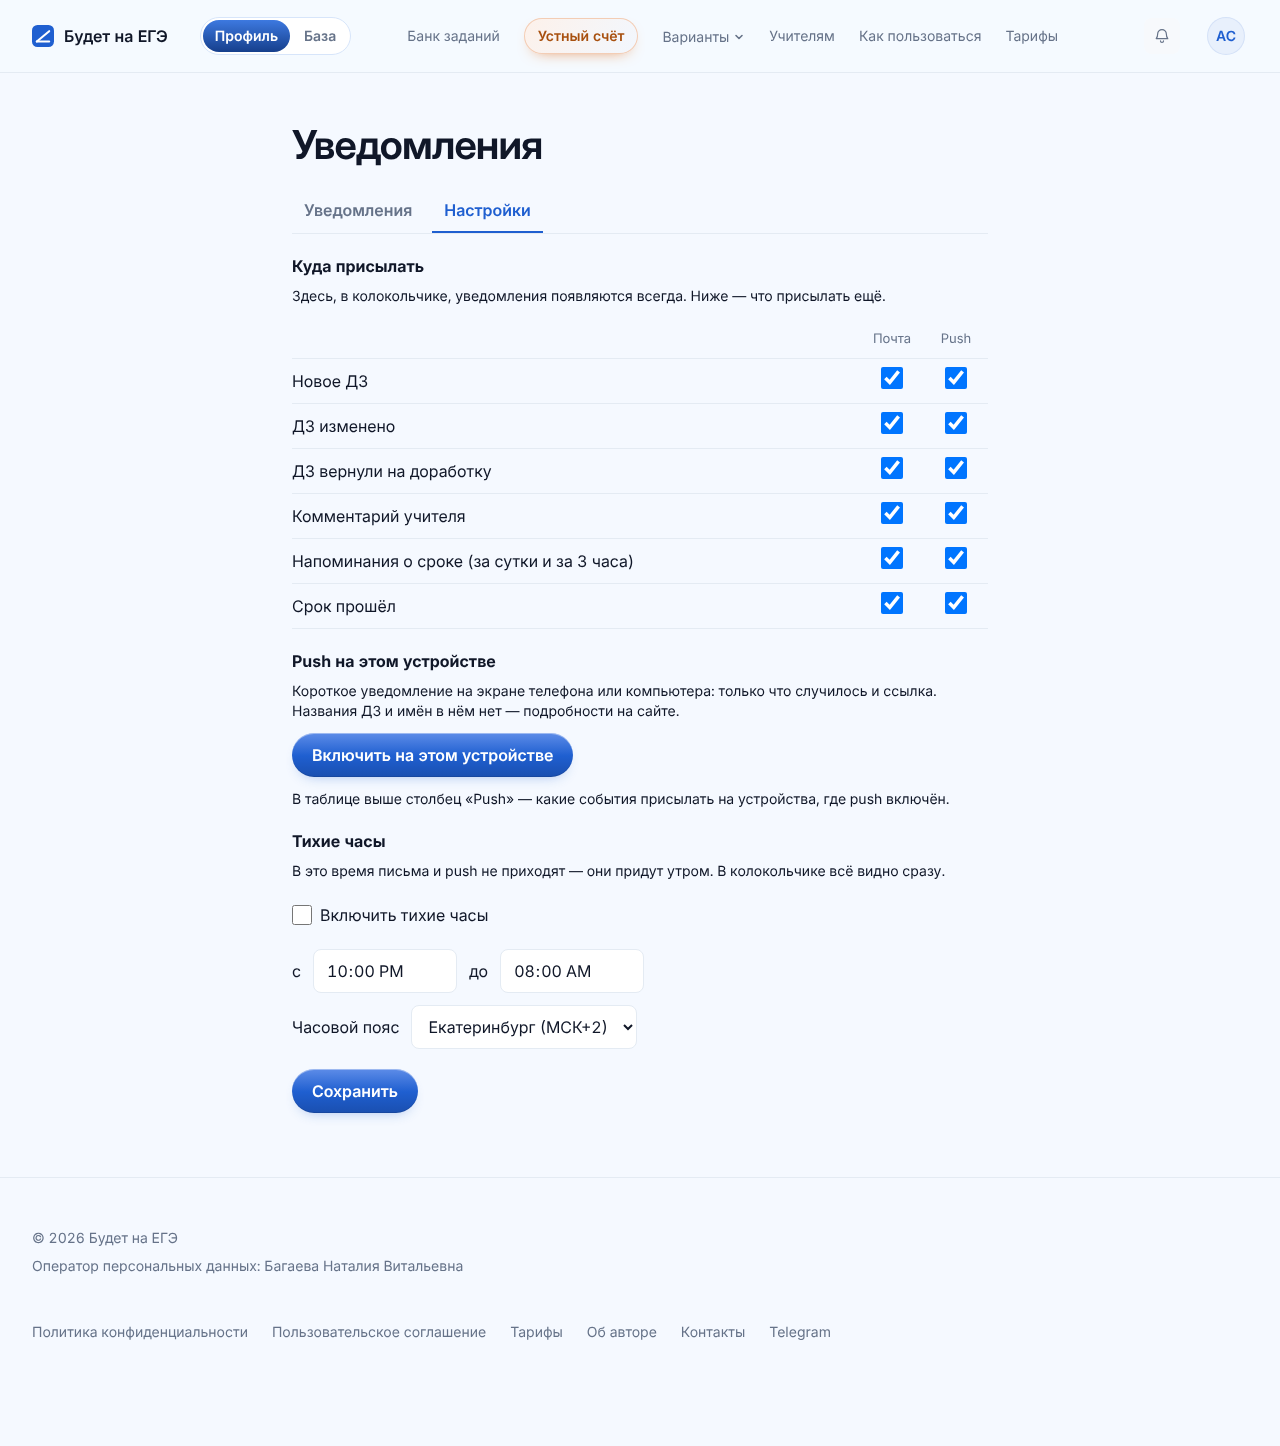 Будет на ЕГЭ
Профиль База
Банк заданий Устный счёт Варианты Учителям Как пользоваться Тарифы
АС
Уведомления
Уведомления Настройки
Куда присылать
Здесь, в колокольчике, уведомления появляются всегда. Ниже — что присылать ещё.
Почта Push
Новое ДЗ
ДЗ изменено
ДЗ вернули на доработку
Комментарий учителя
Напоминания о сроке (за сутки и за 3 часа)
Срок прошёл
Push на этом устройстве
Короткое уведомление на экране телефона или компьютера: только что случилось и ссылка.
Названия ДЗ и имён в нём нет — подробности на сайте.
Включить на этом устройстве
В таблице выше столбец «Push» — какие события присылать на устройства, где push включён.
Тихие часы
В это время письма и push не приходят — они придут утром. В колокольчике всё видно сразу.
Включить тихие часы
с 10:00 PM до 08:00 AM
Часовой пояс Екатеринбург (МСК+2)
Сохранить
© 2026 Будет на ЕГЭ
Оператор персональных данных: Багаева Наталия Витальевна
Политика конфиденциальности Пользовательское соглашение Тарифы Об авторе Контакты Telegram